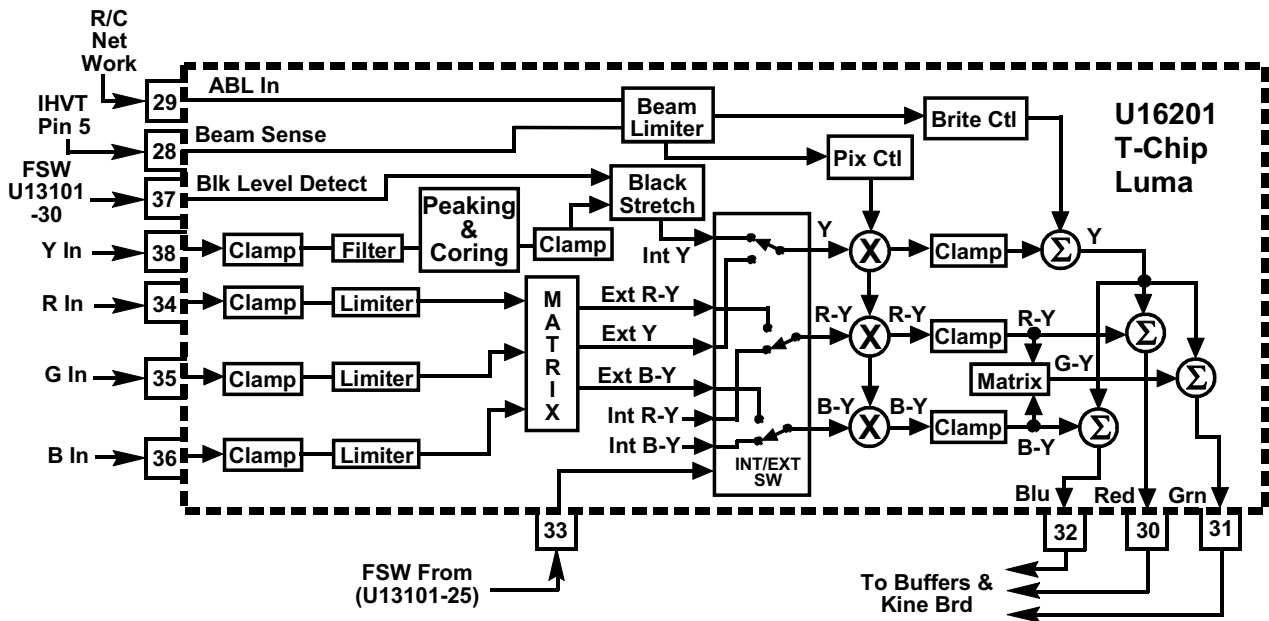 R/C
Net
Work
29
ABL In
IHVT
Pin 5
28
Beam Sense
FSW
U13101
-30
37
Blk Level Detect
Y In
38
Clamp
Filter
Peaking
&
Coring
Clamp
Black
Stretch
Int Y
Beam
Limiter
Brite Ctl
Pix Ctl
U16201
T-Chip
Luma
R In
34
Clamp
Limiter
G In
35
Clamp
Limiter
B In
36
Clamp
Limiter
M
A
T
R
I
X
Ext R-Y
Ext Y
Ext B-Y
Int R-Y
Int B-Y
INT/EXT
SW
Y
X
Clamp
Σ
Y
R-Y
X
R-Y
Clamp
R-Y
Σ
Matrix
G-Y
Σ
B-Y
X
B-Y
Clamp
B-Y
Σ
Blu
Red
Grn
33
32
30
31
FSW From
(U13101-25)
To Buffers &
Kine Brd